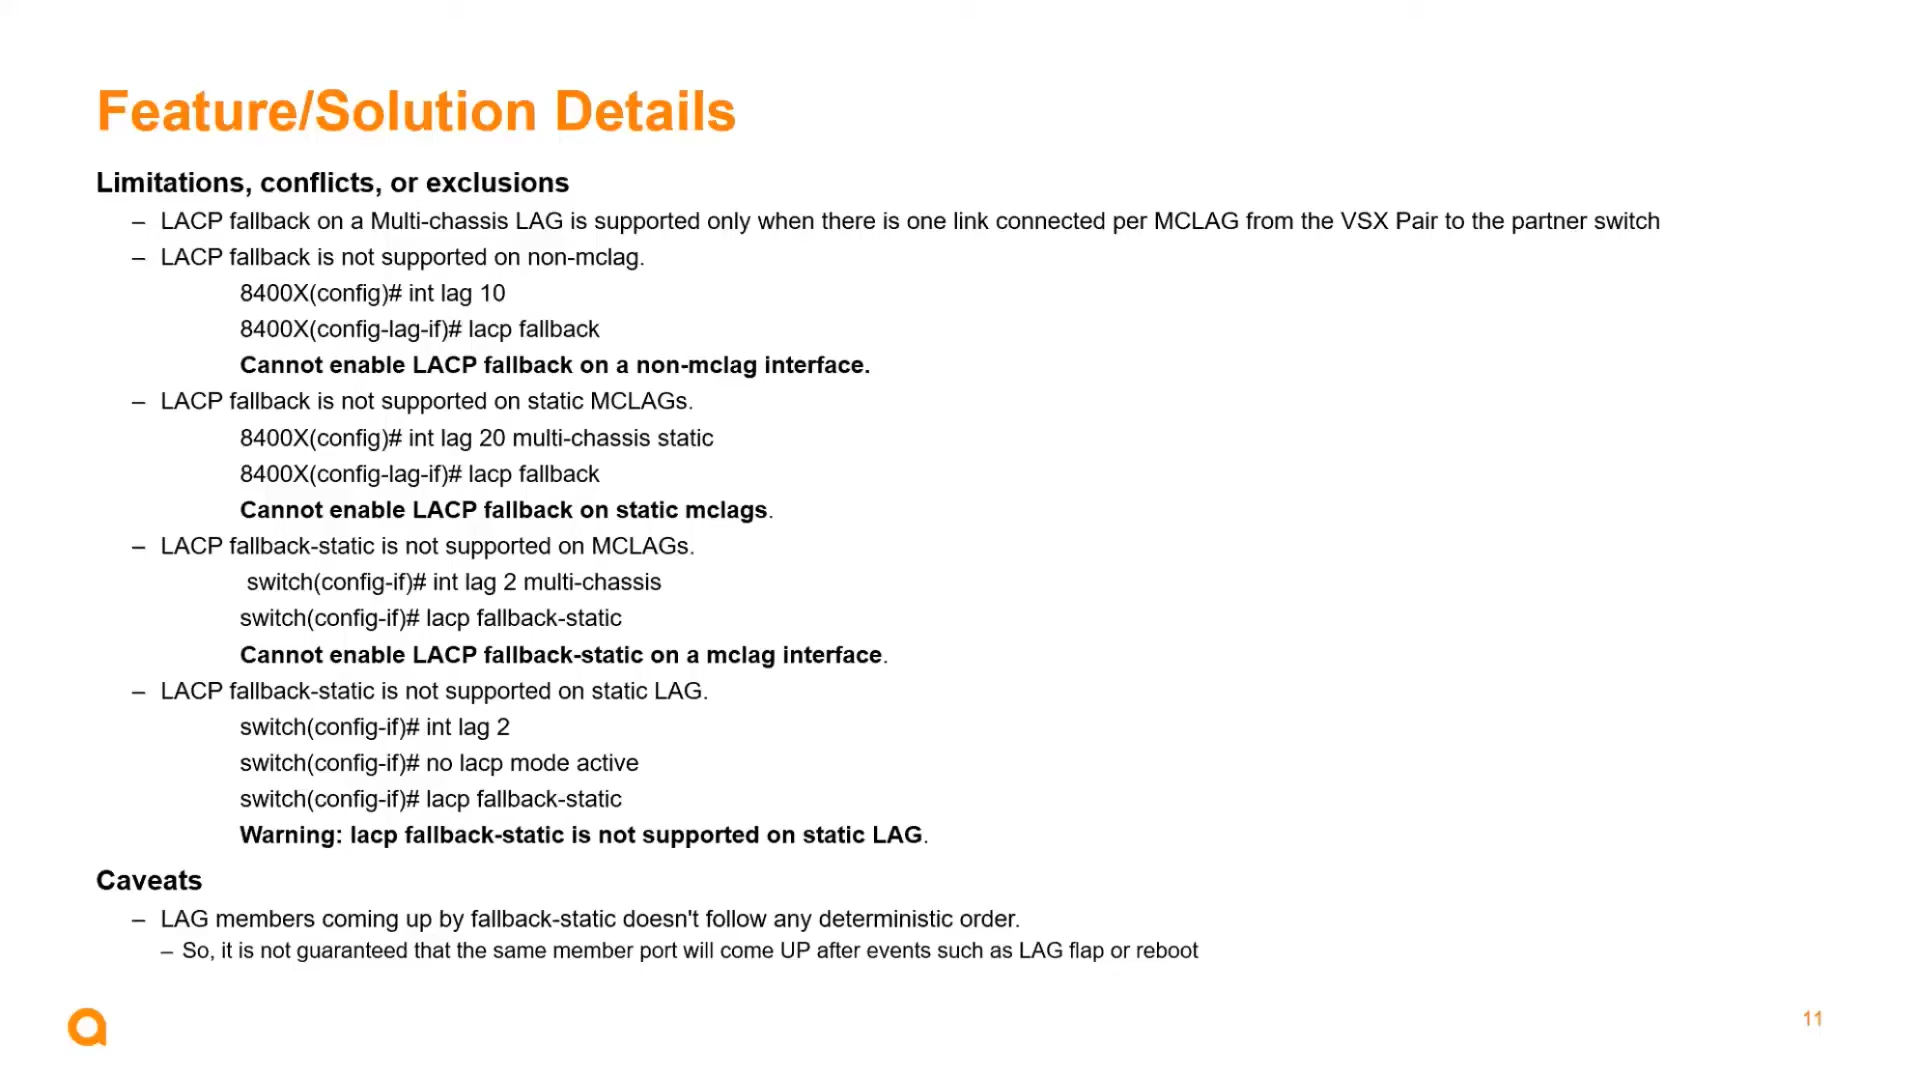 Feature/Solution Details
Limitations, conflicts, or exclusions
– LACP fallback on a Multi-chassis LAG is supported only when there is one link connected per MCLAG from the VSX Pair to the partner switch
– LACP fallback is not supported on non-mclag.
8400X(config)# int lag 10
8400X(config-lag-if)# lacp fallback
Cannot enable LACP fallback on a non-mclag interface.
– LACP fallback is not supported on static MCLAGs.
8400X(config)# int lag 20 multi-chassis static
8400X(config-lag-if)# lacp fallback
Cannot enable LACP fallback on static mclags.
– LACP fallback-static is not supported on MCLAGs.
switch(config-if)# int lag 2 multi-chassis
switch(config-if)# lacp fallback-static
Cannot enable LACP fallback-static on a mclag interface.
– LACP fallback-static is not supported on static LAG.
switch(config-if)# int lag 2
switch(config-if)# no lacp mode active
switch(config-if)# lacp fallback-static
Warning: lacp fallback-static is not supported on static LAG.
Caveats
– LAG members coming up by fallback-static doesn't follow any deterministic order.
– So, it is not guaranteed that the same member port will come UP after events such as LAG flap or reboot
11